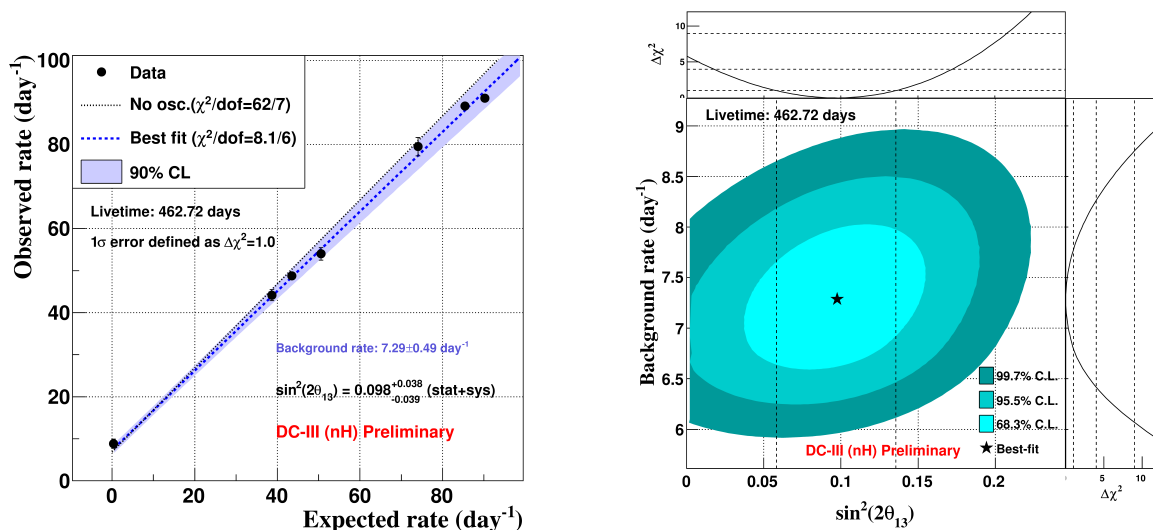 Observed rate (day⁻¹)
100
80
60
40
20
0
Data
No osc.(χ²/dof=62/7)
Best fit (χ²/dof=8.1/6)
90% CL
Livetime: 462.72 days
1σ error defined as Δχ²=1.0
Background rate: 7.29±0.49 day⁻¹
sin²(2θ₁₃) = 0.098 +0.038 -0.039 (stat+sys)
DC-III (nH) Preliminary
0 20 40 60 80
Expected rate (day⁻¹)
Δχ²
10
5
0
Livetime: 462.72 days
Background rate (day⁻¹)
9
8.5
8
7.5
7
6.5
6
99.7% C.L.
95.5% C.L.
68.3% C.L.
Best-fit
DC-III (nH) Preliminary
0 0.05 0.1 0.15 0.2
sin²(2θ₁₃)
5 10
Δχ²